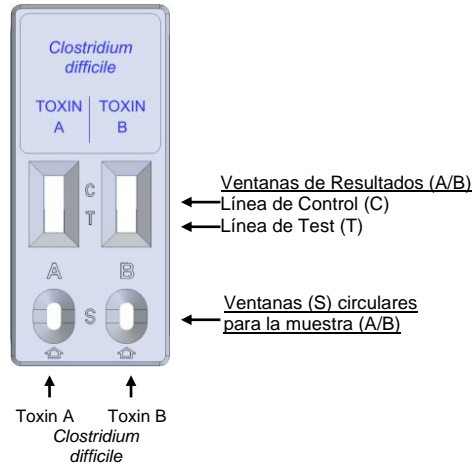 Clostridium
difficile
TOXIN TOXIN
A B
C
T
A B
S
Ventanas de Resultados (A/B)
Línea de Control (C)
Línea de Test (T)
Ventanas (S) circulares
para la muestra (A/B)
Toxin A Toxin B
Clostridium
difficile